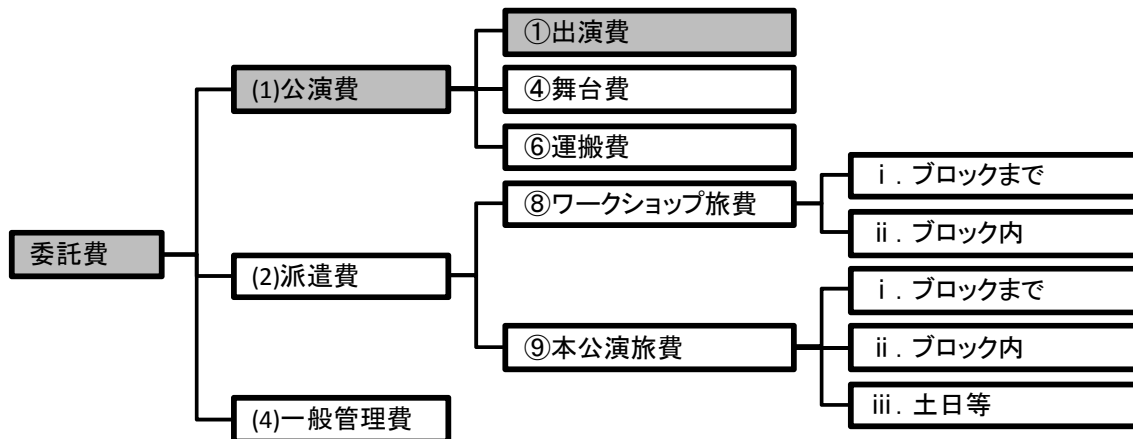 ①出演費
(1)公演費
④舞台費
⑥運搬費
ⅰ. ブロックまで
⑧ワークショップ旅費
ⅱ. ブロック内
委託費
(2)派遣費
ⅰ. ブロックまで
⑨本公演旅費
ⅱ. ブロック内
ⅲ. 土日等
(4)一般管理費